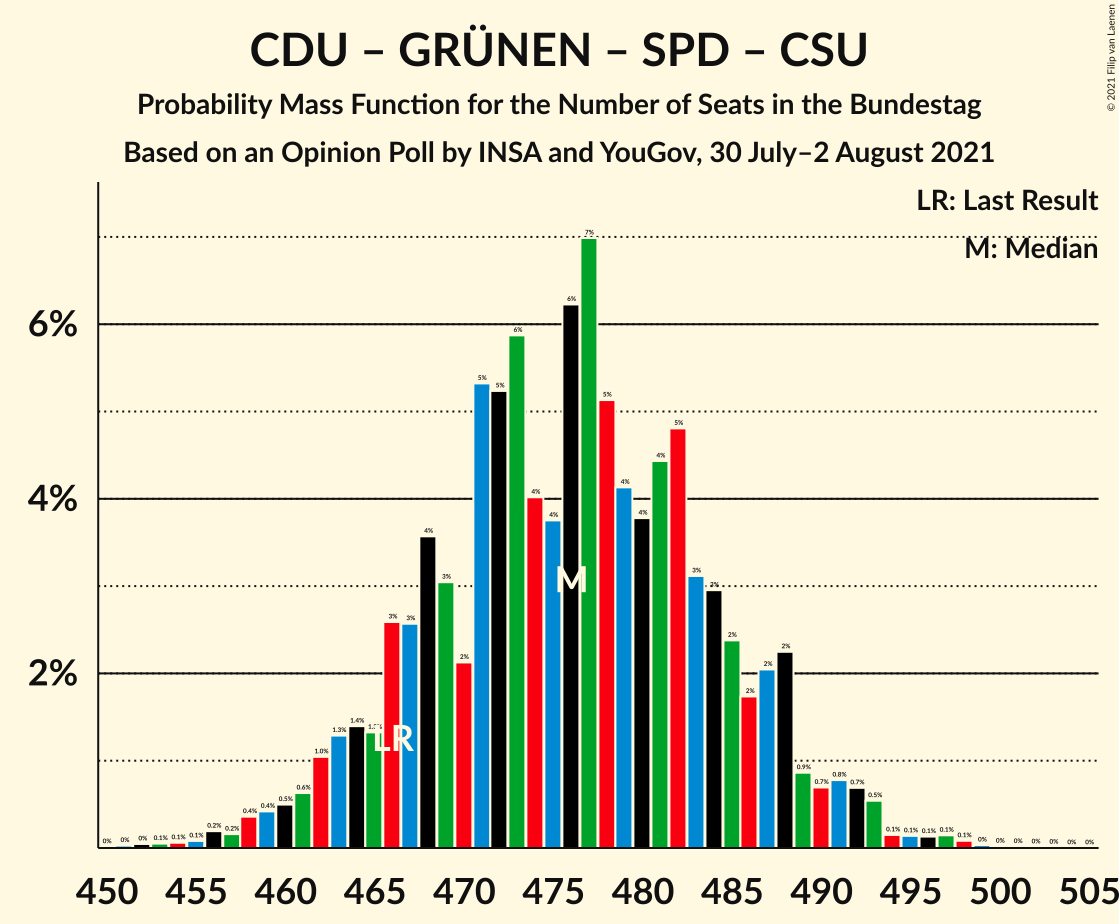 CDU – GRÜNEN – SPD – CSU
Probability Mass Function for the Number of Seats in the Bundestag
Based on an Opinion Poll by INSA and YouGov, 30 July–2 August 2021
© 2021 Filip van Laenen
LR: Last Result
M: Median
6%
4%
2%
0% 0% 0% 0.1% 0.1% 0.1% 0.2% 0.2% 0.4% 0.4% 0.5% 0.6% 1.0% 1.3% 1.4% 3% 3% 4% 3% 2% 5% 5% 6% 4% 4% 6% 7% 5% 4% 4% 4% 5% 3% 3% 2% 2% 2% 2% 0.9% 0.7% 0.8% 0.7% 0.5% 0.1% 0.1% 0.1% 0.1% 0.1% 0% 0% 0% 0% 0% 0% 0%
LR
M
450 455 460 465 470 475 480 485 490 495 500 505